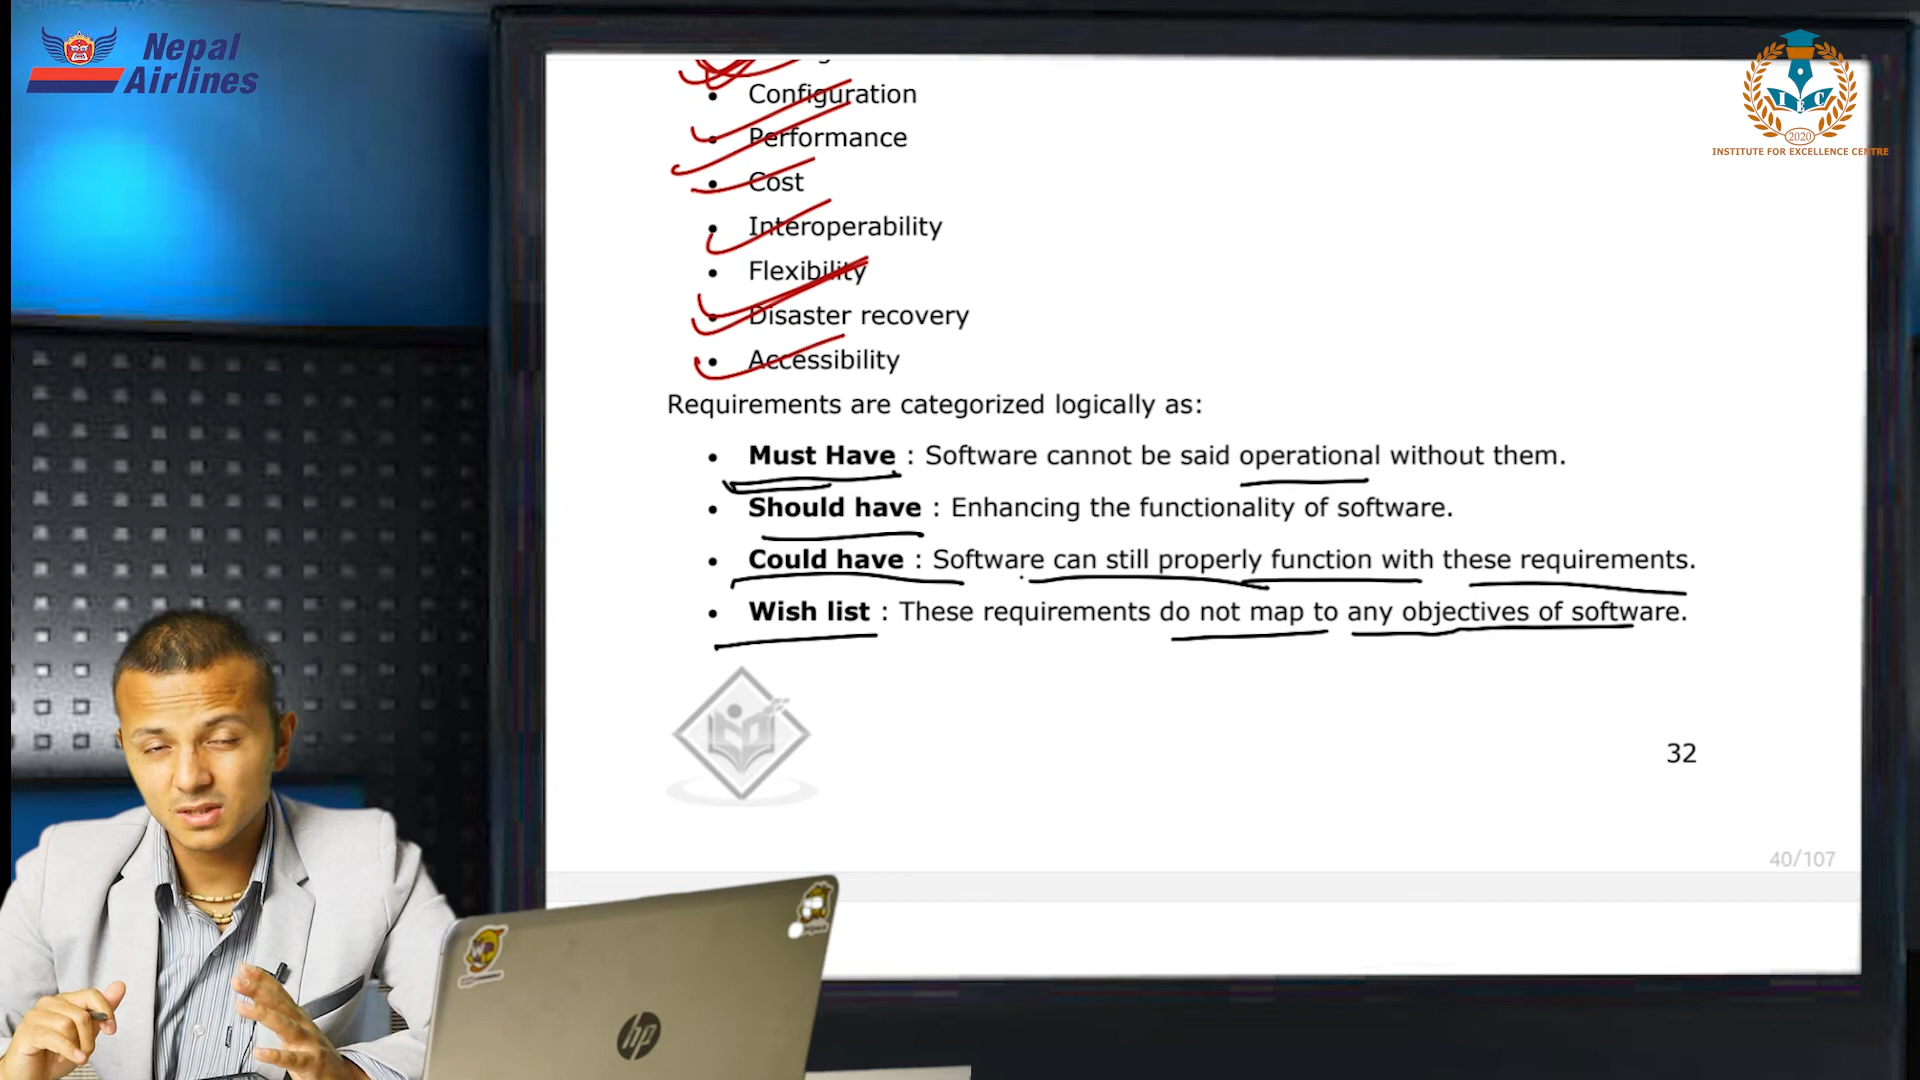 Nepal
Airlines
I E C
2020
INSTITUTE FOR EXCELLENCE CENTRE
• Configuration
• Performance
• Cost
• Interoperability
• Flexibility
• Disaster recovery
• Accessibility
Requirements are categorized logically as:
• Must Have : Software cannot be said operational without them.
• Should have : Enhancing the functionality of software.
• Could have : Software can still properly function with these requirements.
• Wish list : These requirements do not map to any objectives of software.
32
40/107
hp